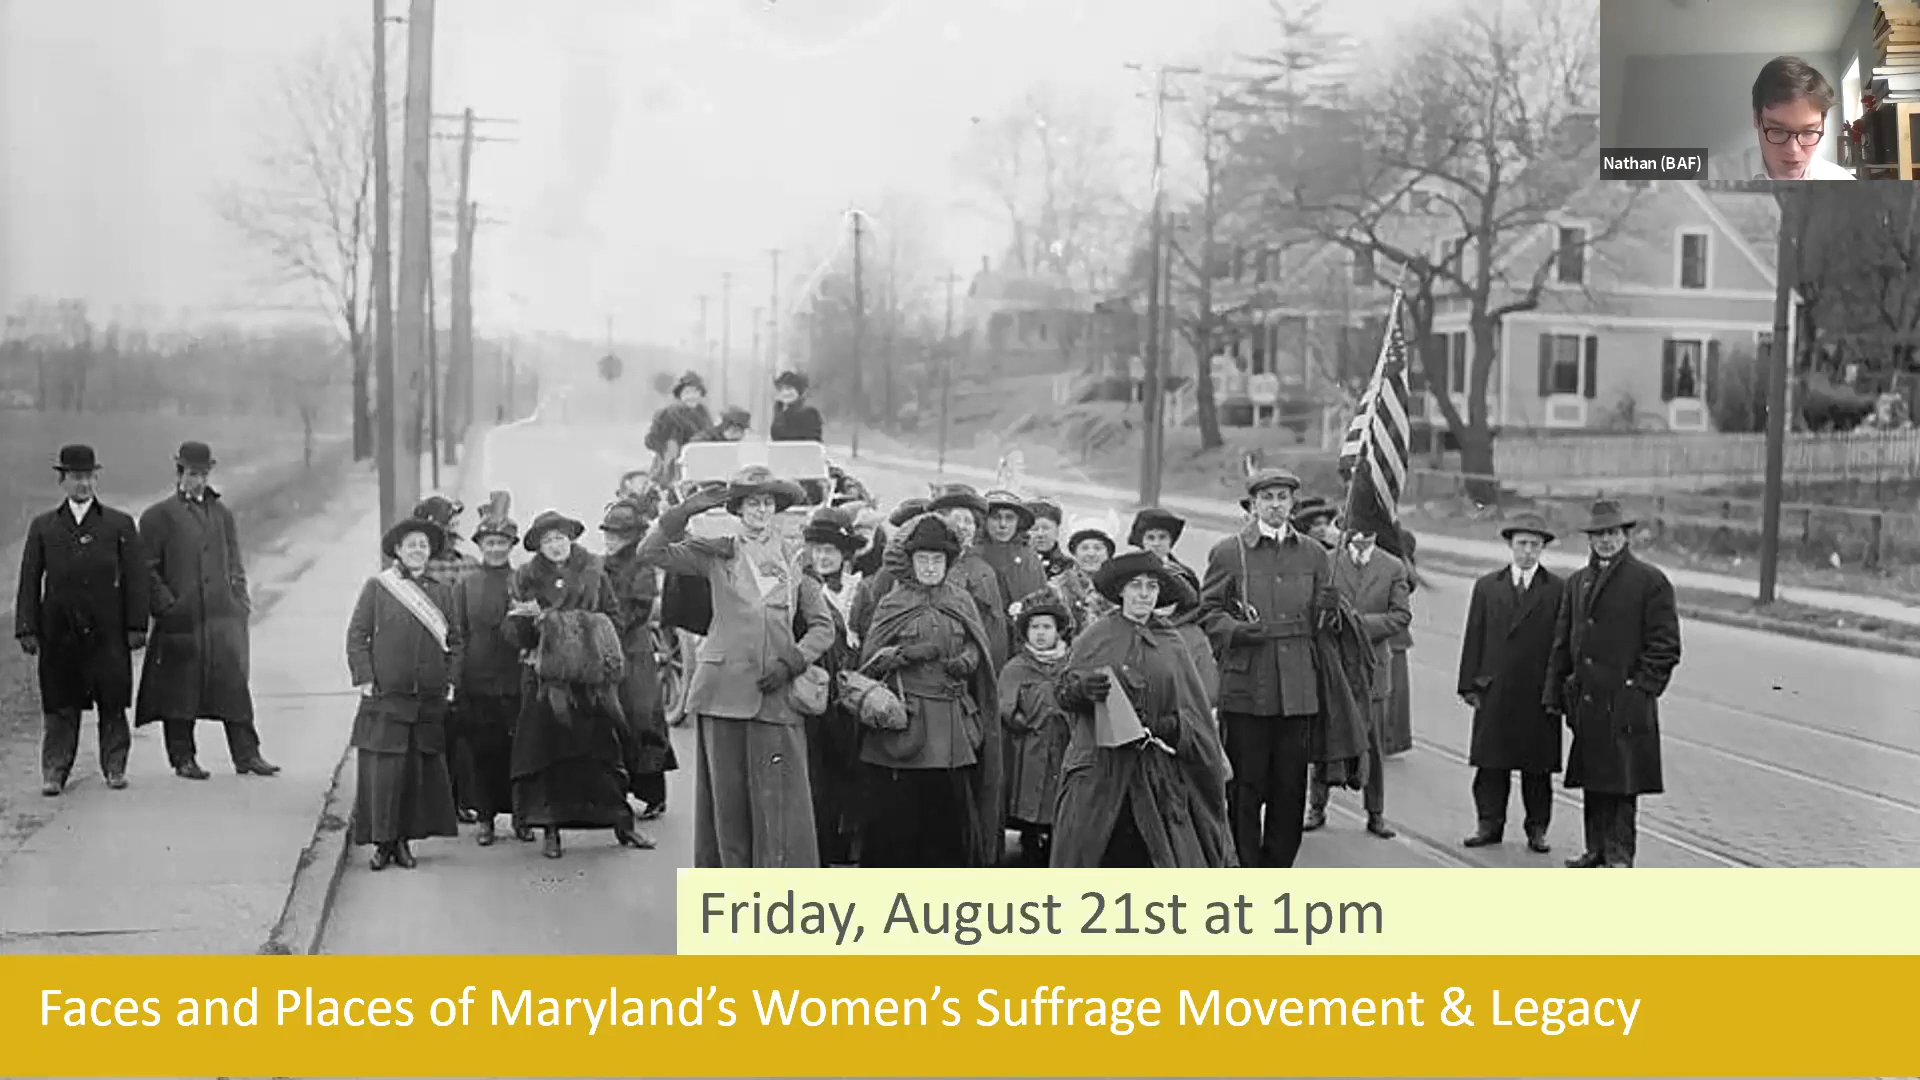 Nathan (BAF)
Friday, August 21st at 1pm
Faces and Places of Maryland’s Women’s Suffrage Movement & Legacy